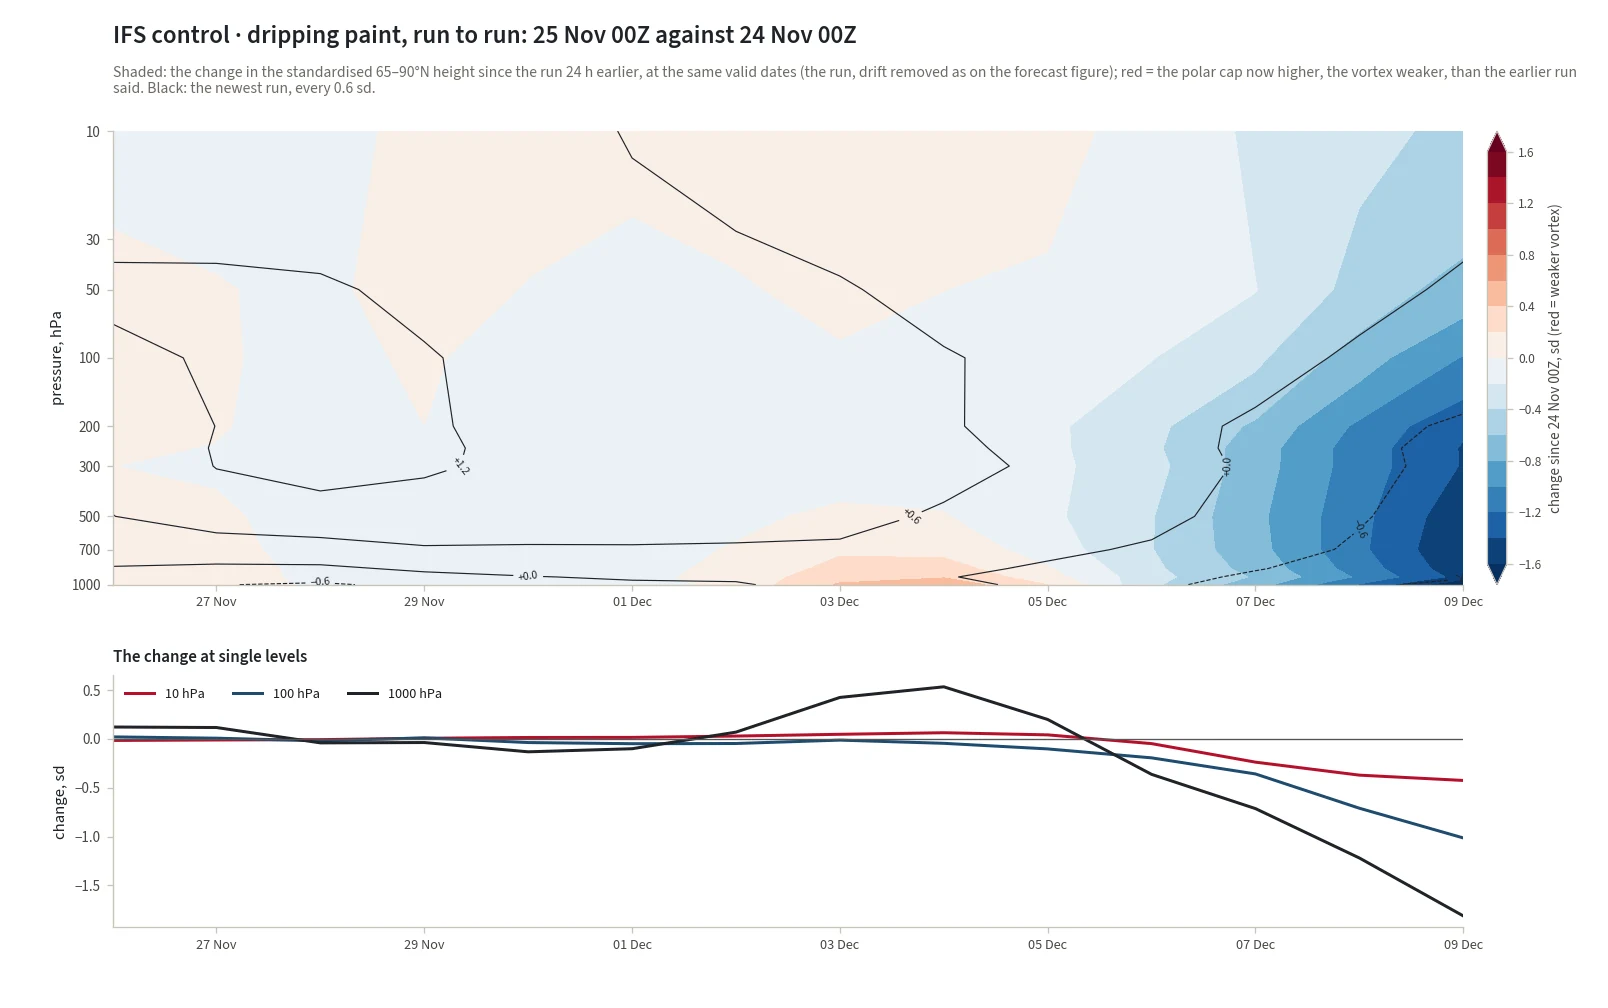 IFS control · dripping paint, run to run: 25 Nov 00Z against 24 Nov 00Z
Shaded: the change in the standardised 65–90°N height since the run 24 h earlier, at the same valid dates (the run, drift removed as on the forecast figure); red = the polar cap now higher, the vortex weaker, than the earlier run
said. Black: the newest run, every 0.6 sd.
pressure, hPa
10
30
50
100
200
300
500
700
1000
+1.2
+0.6
+0.0
−0.6
−0.6
+0.0
27 Nov
29 Nov
01 Dec
03 Dec
05 Dec
07 Dec
09 Dec
1.6
1.2
0.8
0.4
0.0
−0.4
−0.8
−1.2
−1.6
change since 24 Nov 00Z, sd (red = weaker vortex)
The change at single levels
10 hPa
100 hPa
1000 hPa
change, sd
0.5
0.0
−0.5
−1.0
−1.5
27 Nov
29 Nov
01 Dec
03 Dec
05 Dec
07 Dec
09 Dec